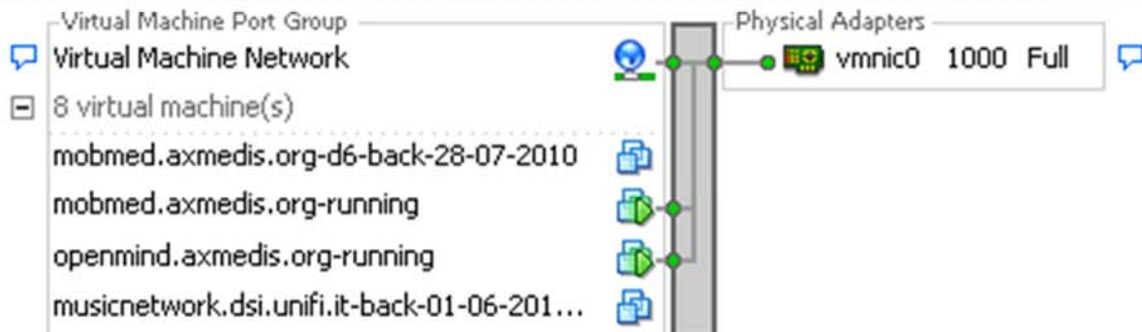 Virtual Machine Port Group
Physical Adapters
Virtual Machine Network
vmnic0 1000 Full
8 virtual machine(s)
mobmed.axmedis.org-d6-back-28-07-2010
mobmed.axmedis.org-running
openmind.axmedis.org-running
musicnetwork.dsi.unifi.it-back-01-06-201...